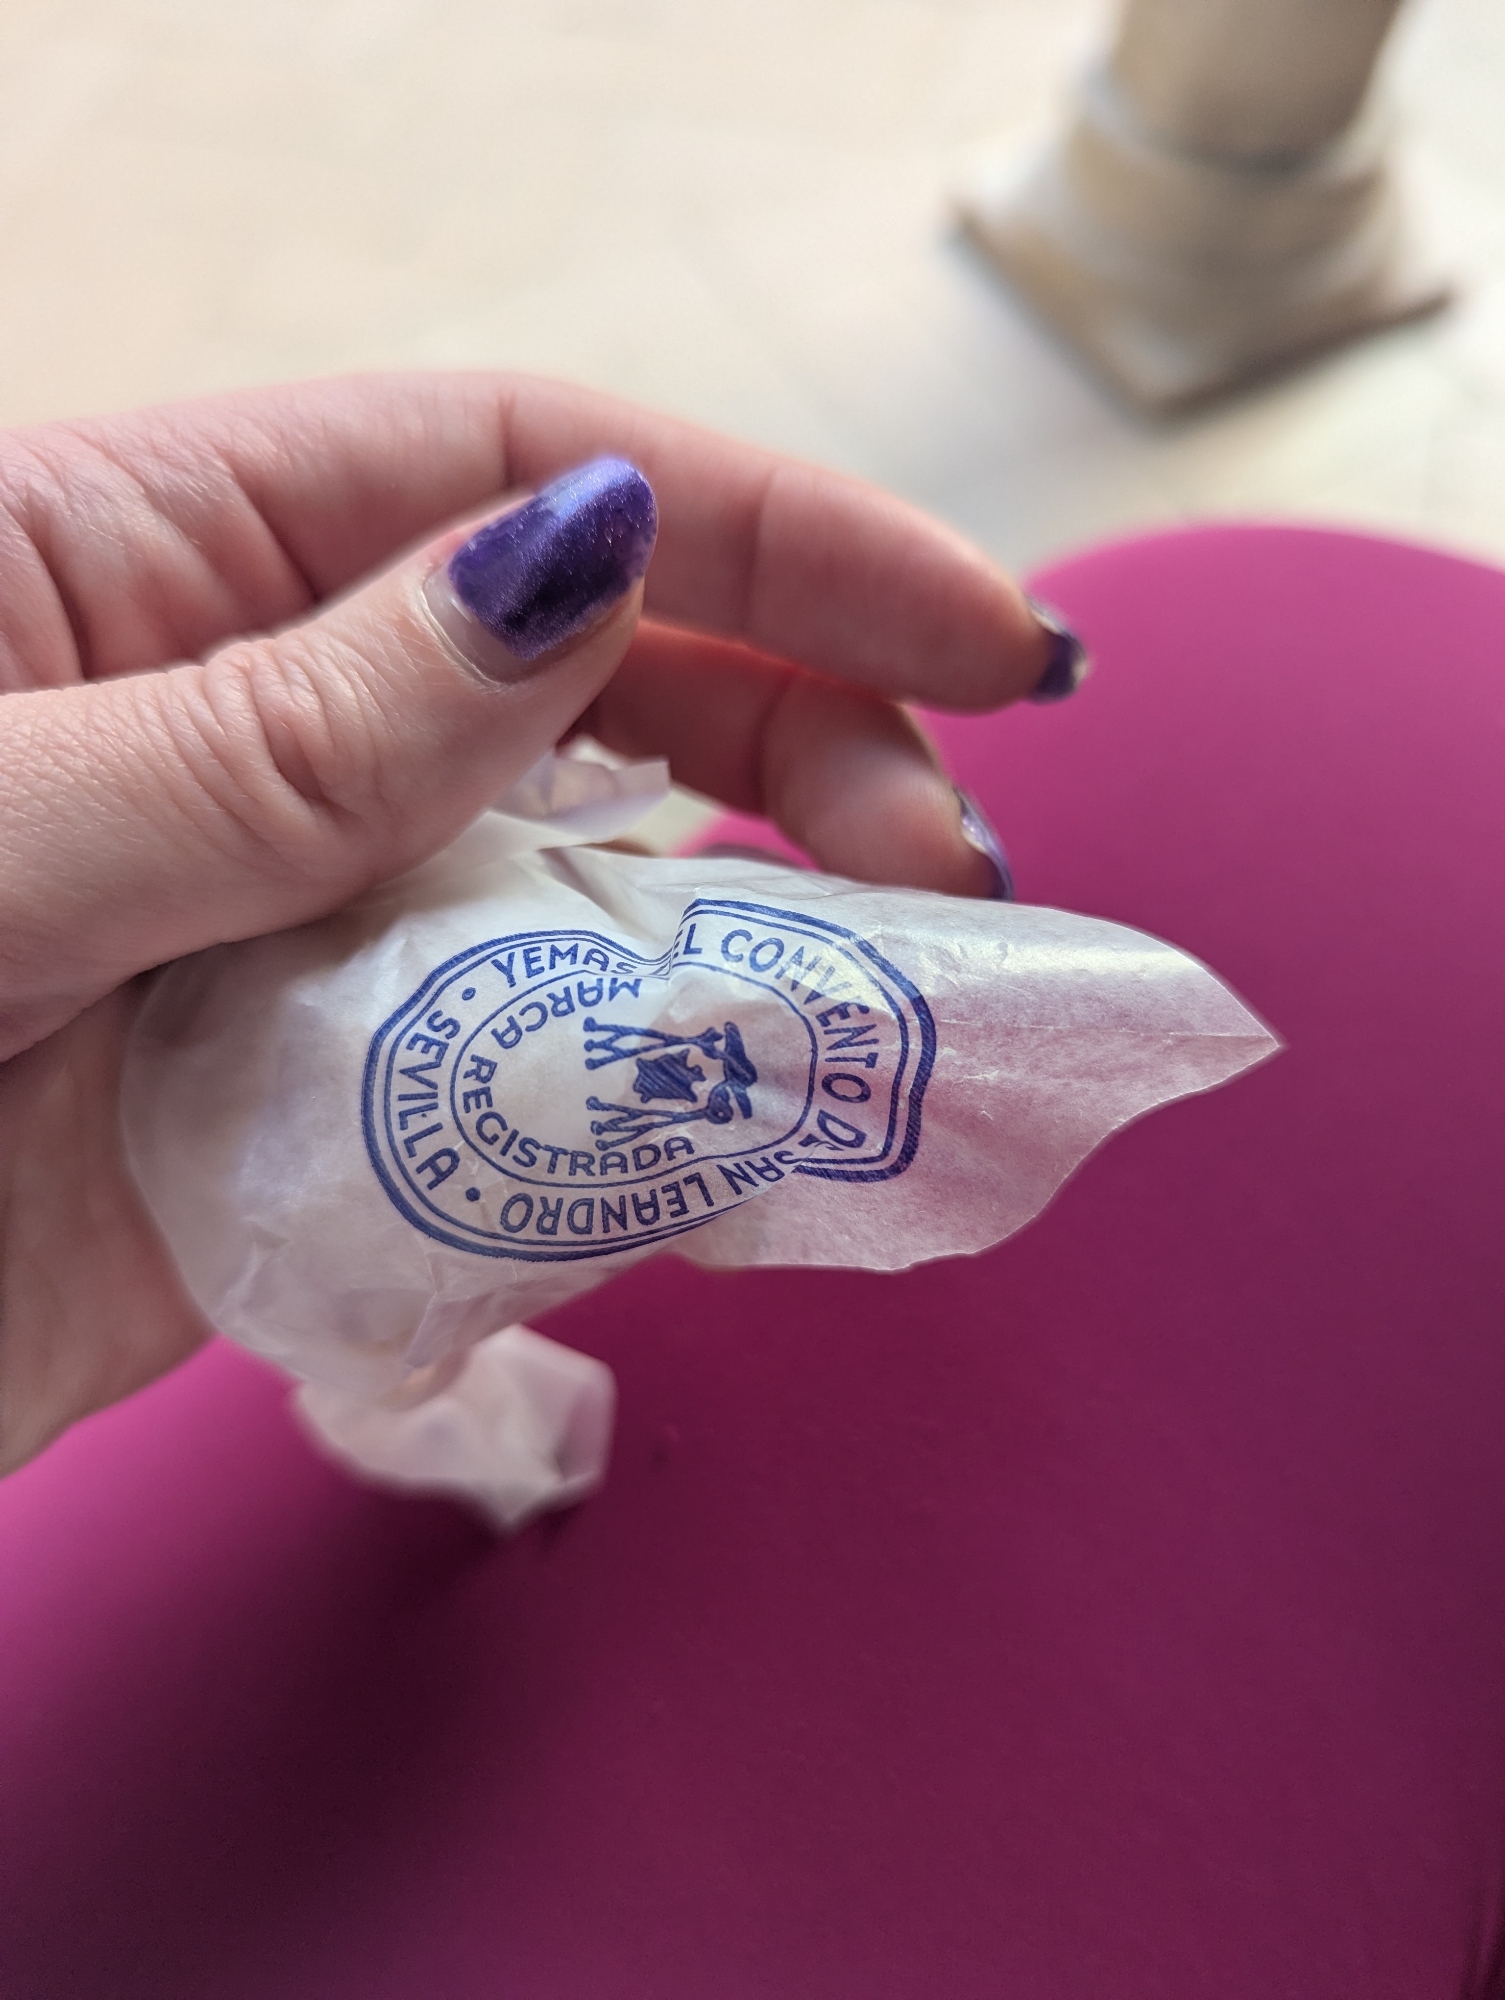 YEMAS DEL CONVENTO DE SAN LEANDRO
• SEVILLA •
MARCA REGISTRADA